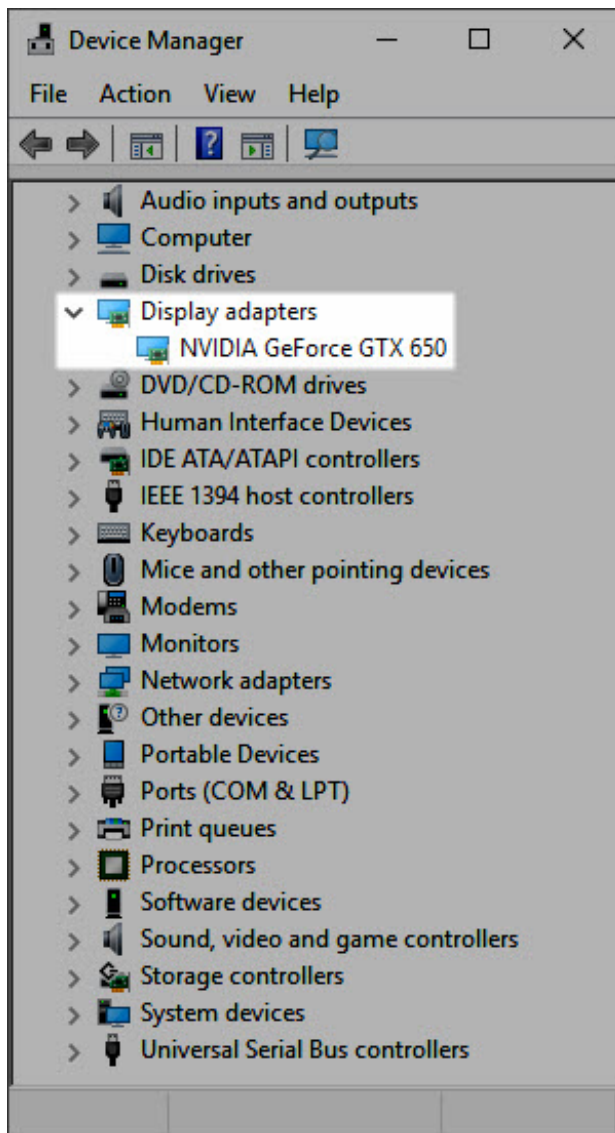 Device Manager
File Action View Help
Audio inputs and outputs
Computer
Disk drives
Display adapters
NVIDIA GeForce GTX 650
DVD/CD-ROM drives
Human Interface Devices
IDE ATA/ATAPI controllers
IEEE 1394 host controllers
Keyboards
Mice and other pointing devices
Modems
Monitors
Network adapters
Other devices
Portable Devices
Ports (COM & LPT)
Print queues
Processors
Software devices
Sound, video and game controllers
Storage controllers
System devices
Universal Serial Bus controllers